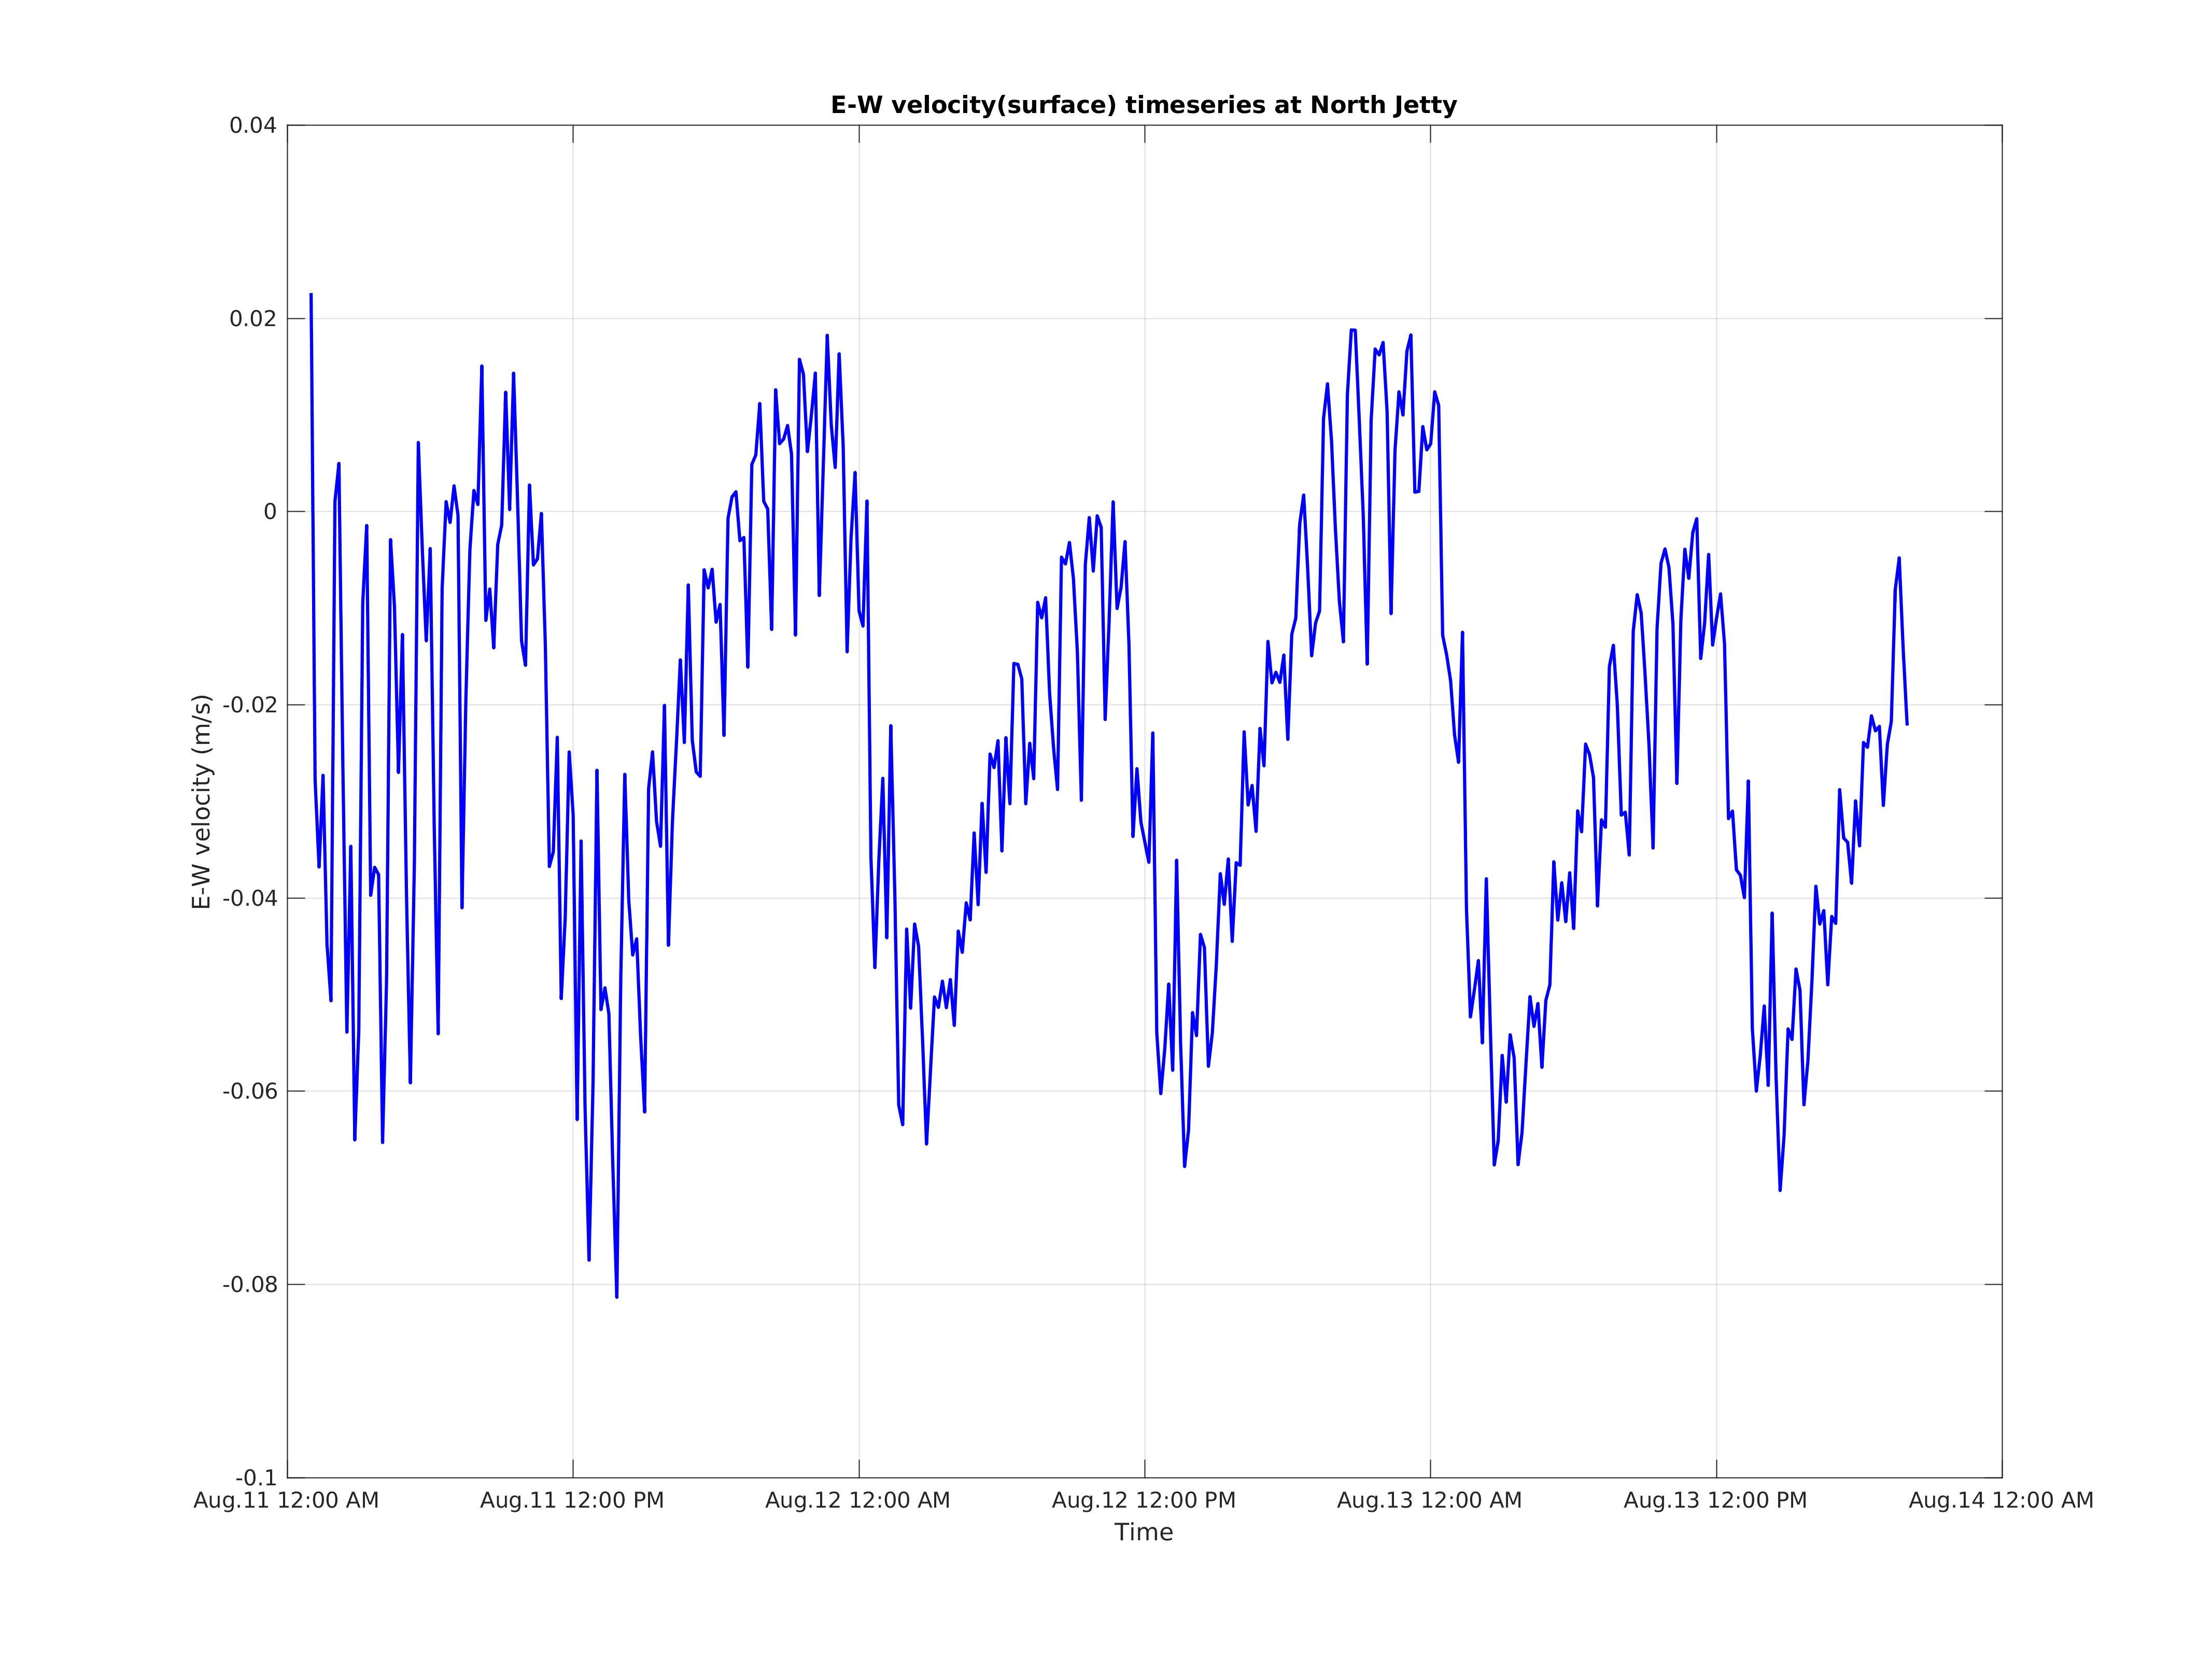 E-W velocity(surface) timeseries at North Jetty
0.04
0.02
0
-0.02
-0.04
-0.06
-0.08
-0.1
E-W velocity (m/s)
Aug.11 12:00 AM Aug.11 12:00 PM Aug.12 12:00 AM Aug.12 12:00 PM Aug.13 12:00 AM Aug.13 12:00 PM Aug.14 12:00 AM
Time